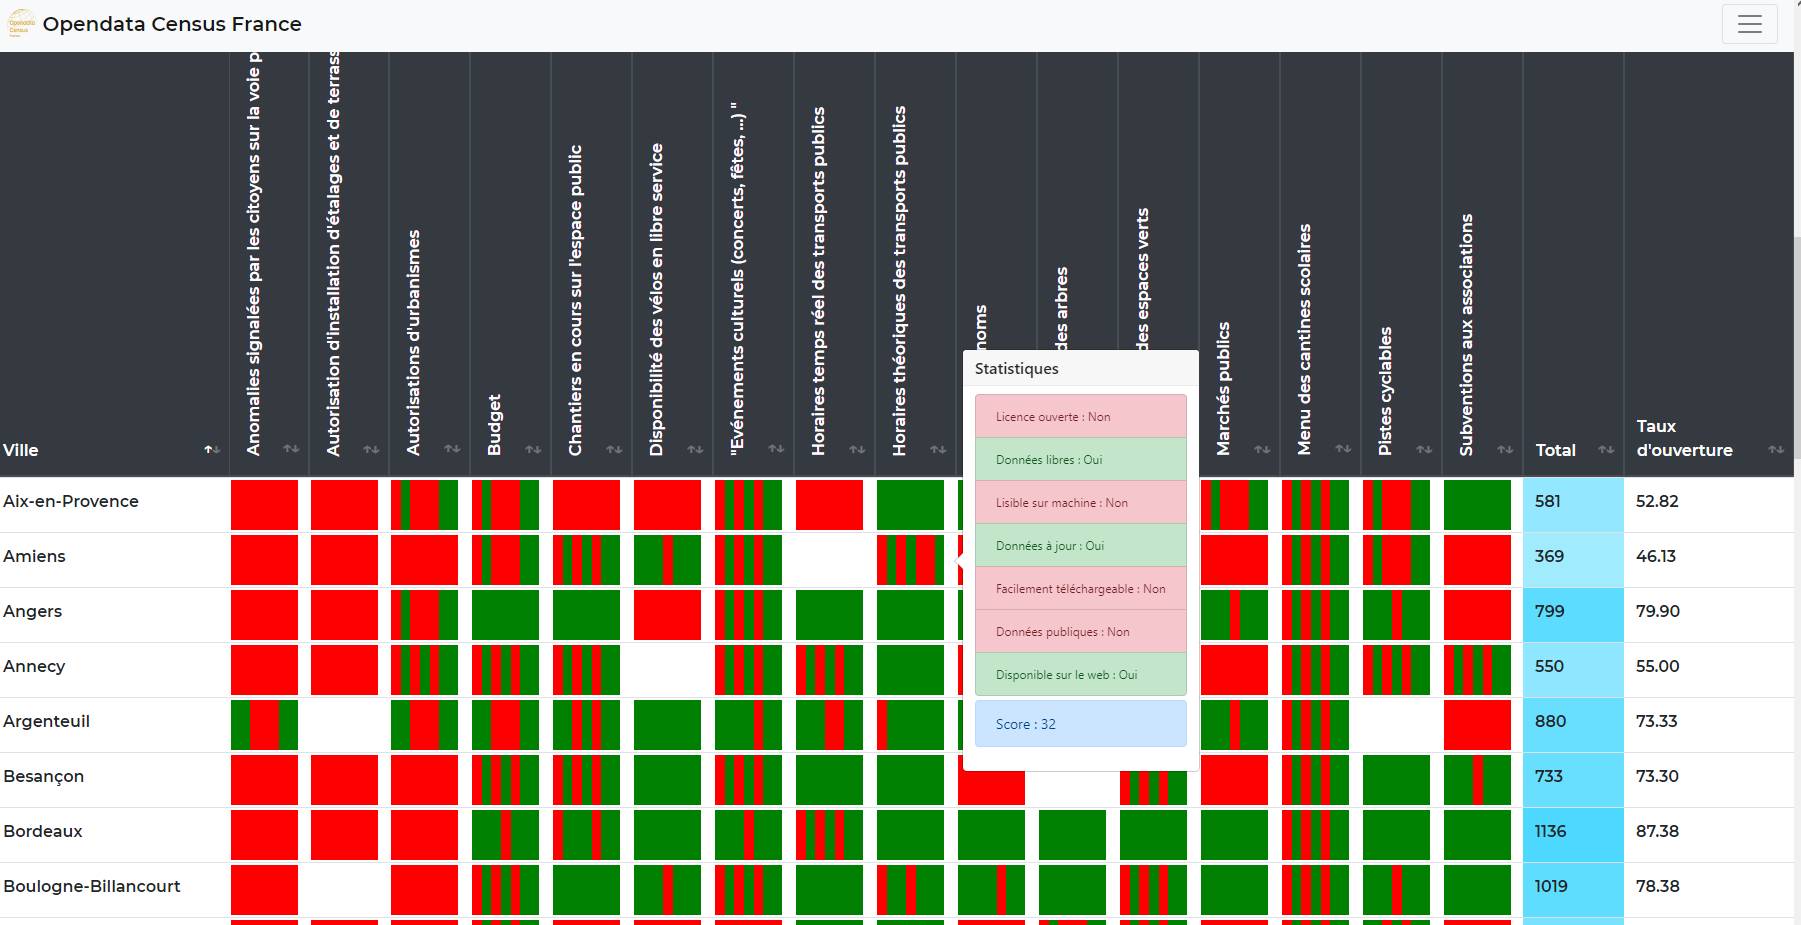 Opendata
Census
Opendata Census France
Ville
Anomalies signalées par les citoyens sur la voie p
Autorisation d'installation d'étalages et de terrass
Autorisations d'urbanismes
Budget
Chantiers en cours sur l'espace public
Disponibilité des vélos en libre service
"Evénements culturels (concerts, fêtes, ...) "
Horaires temps réel des transports publics
Horaires théoriques des transports publics
noms
des arbres
des espaces verts
Marchés publics
Menu des cantines scolaires
Pistes cyclables
Subventions aux associations
Total
Taux
d'ouverture
Statistiques
Licence ouverte : Non
Données libres : Oui
Lisible sur machine : Non
Données à jour : Oui
Facilement téléchargeable : Non
Données publiques : Non
Disponible sur le web : Oui
Score : 32
Aix-en-Provence 581 52.82
Amiens 369 46.13
Angers 799 79.90
Annecy 550 55.00
Argenteuil 880 73.33
Besançon 733 73.30
Bordeaux 1136 87.38
Boulogne-Billancourt 1019 78.38